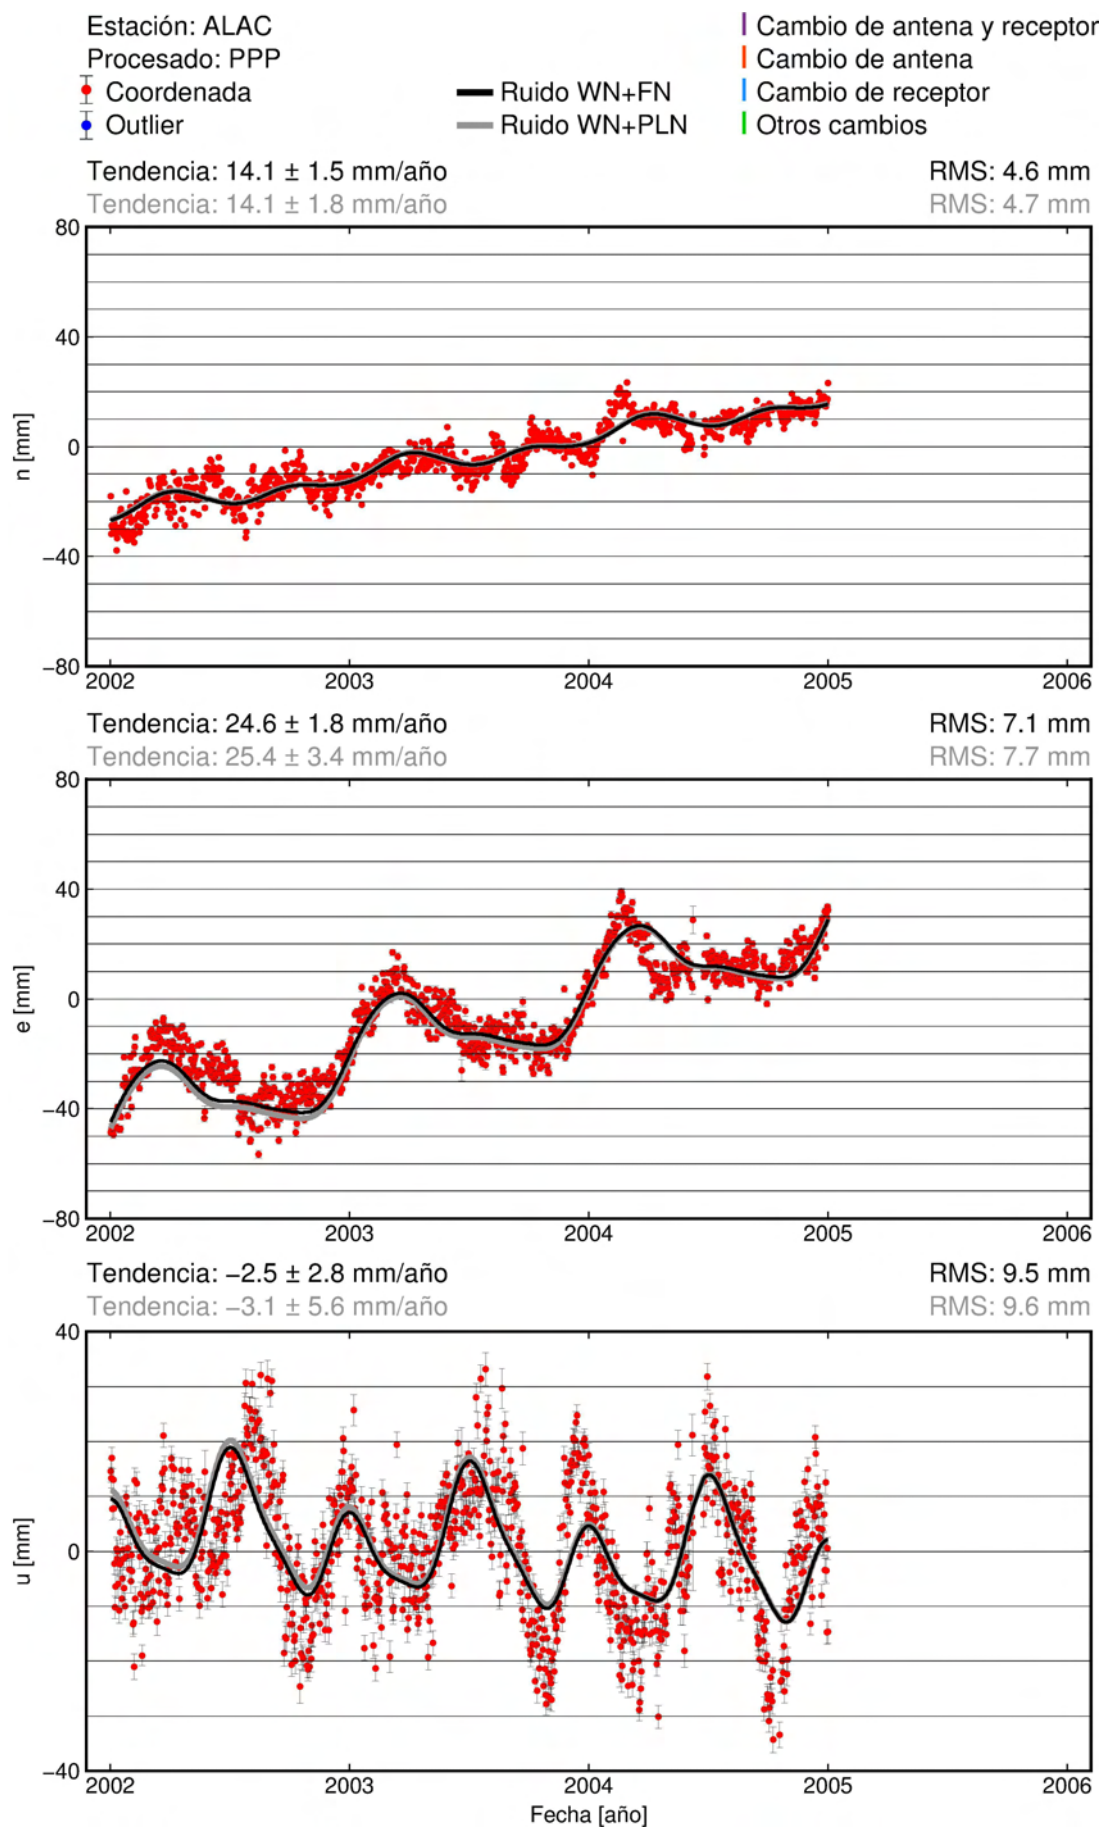 Estación: ALAC
Procesado: PPP
Coordenada
Outlier
Ruido WN+FN
Ruido WN+PLN
Cambio de antena y receptor
Cambio de antena
Cambio de receptor
Otros cambios
Tendencia: 14.1 ± 1.5 mm/año
RMS: 4.6 mm
Tendencia: 14.1 ± 1.8 mm/año
RMS: 4.7 mm
80
40
0
−40
−80
n [mm]
2002
2003
2004
2005
2006
Tendencia: 24.6 ± 1.8 mm/año
RMS: 7.1 mm
Tendencia: 25.4 ± 3.4 mm/año
RMS: 7.7 mm
80
40
0
−40
−80
e [mm]
2002
2003
2004
2005
2006
Tendencia: −2.5 ± 2.8 mm/año
RMS: 9.5 mm
Tendencia: −3.1 ± 5.6 mm/año
RMS: 9.6 mm
40
20
0
−20
−40
u [mm]
2002
2003
2004
2005
2006
Fecha [año]